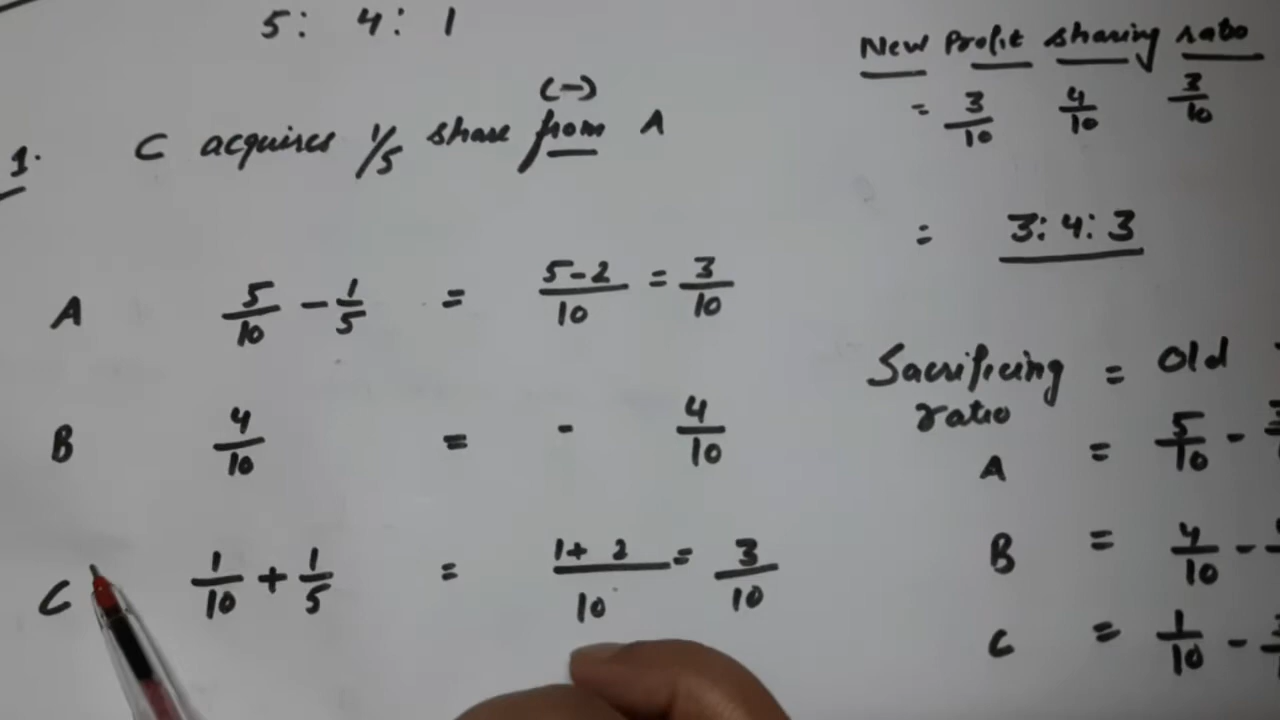 5: 4: 1
1. C acquires 1/5 share from A
(-)
A 5/10 - 1/5 = 5-2/10 = 3/10
B 4/10 = - 4/10
C 1/10 + 1/5 = 1+2/10 = 3/10
New Profit sharing ratio
= 3/10 4/10 3/10
= 3:4:3
Sacrificing ratio = Old
A = 5/10 -
B = 4/10 -
C = 1/10 -